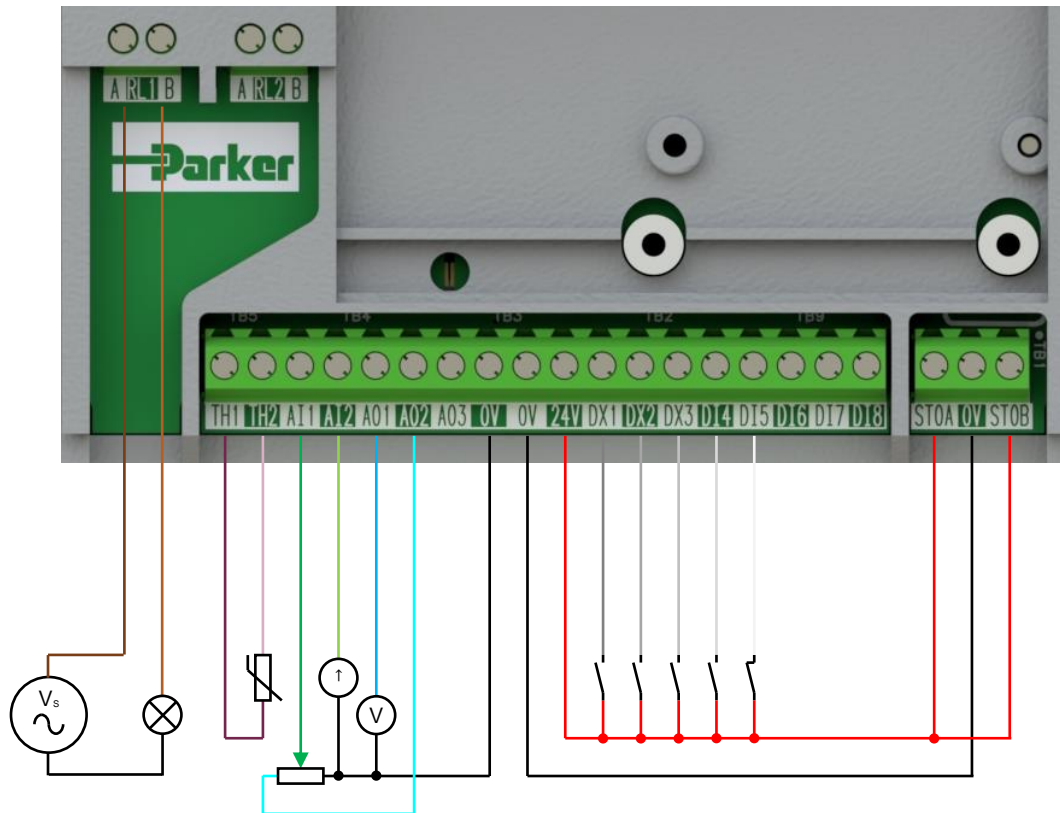 A RL1 B A RL2 B
Parker
TB5 TB4 TB3 TB2 TB9
TB1
TH1 TH2 AI1 AI2 AO1 AO2 AO3 0V 0V 24V DX1 DX2 DX3 DI4 DI5 DI6 DI7 DI8 STOA 0V STOB
↑
Vs
V